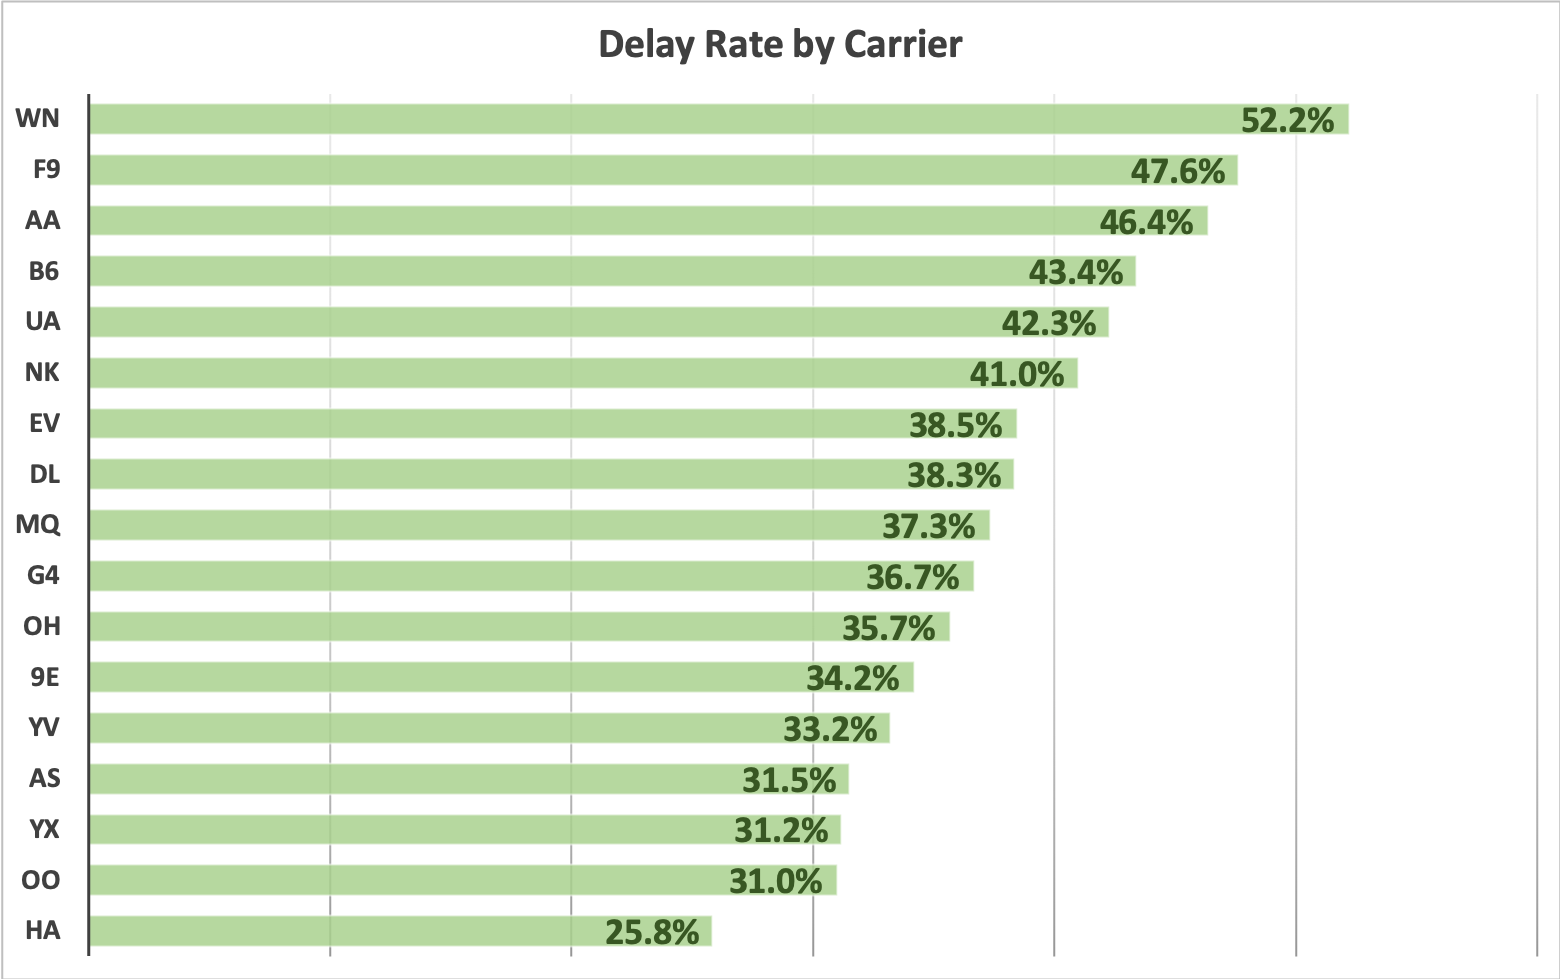 Delay Rate by Carrier
WN 52.2%
F9 47.6%
AA 46.4%
B6 43.4%
UA 42.3%
NK 41.0%
EV 38.5%
DL 38.3%
MQ 37.3%
G4 36.7%
OH 35.7%
9E 34.2%
YV 33.2%
AS 31.5%
YX 31.2%
OO 31.0%
HA 25.8%